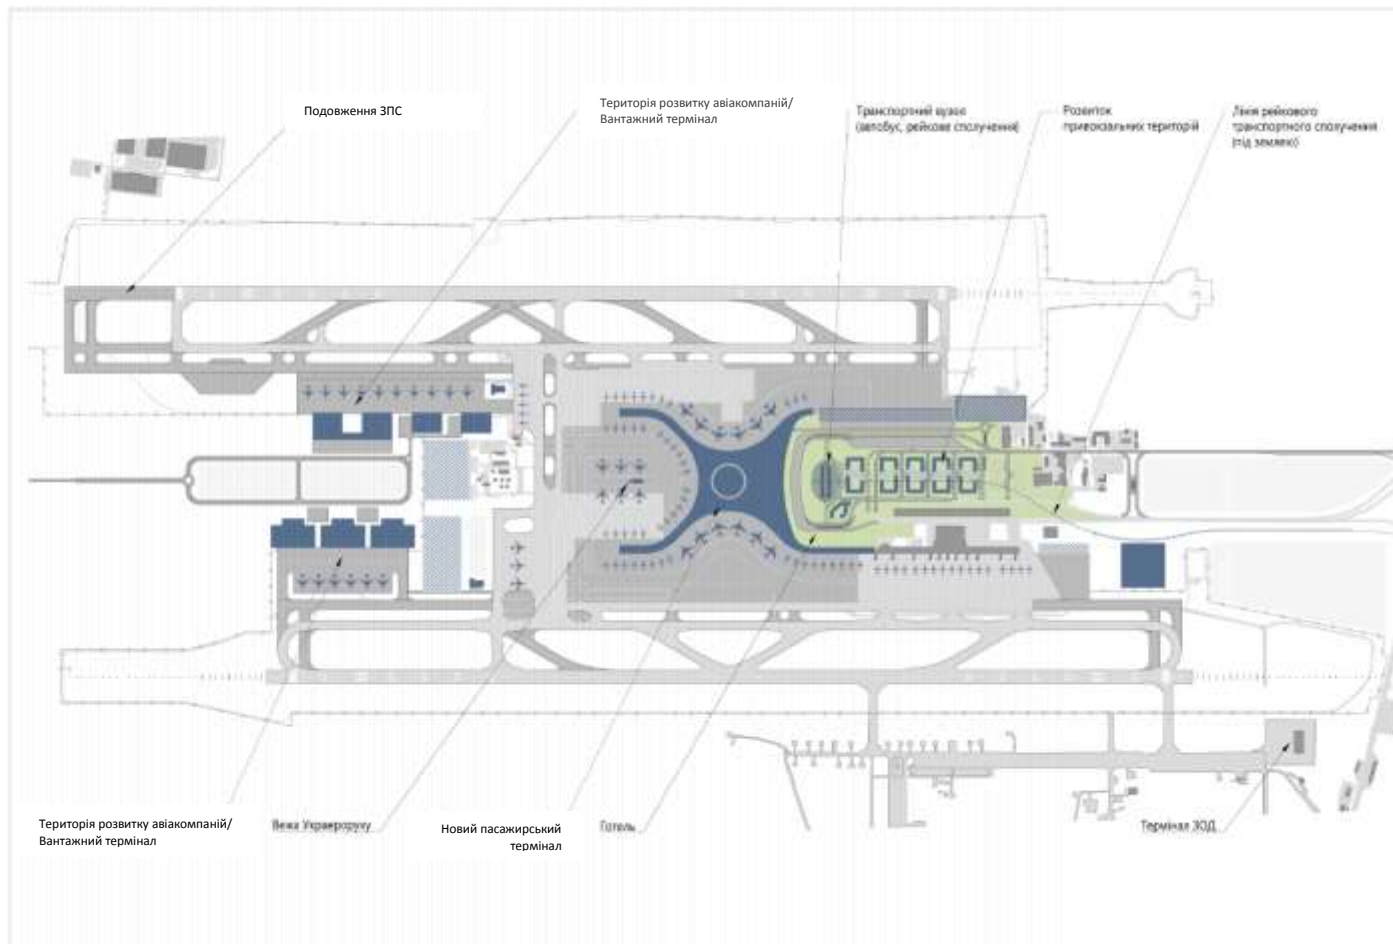 Подовження ЗПС
Територія розвитку авіакомпаній/
Вантажний термінал
Транспортний вузол
(автобус, рейкове сполучення)
Розвиток
привокзальних територій
Лінія рейкового
транспортного сполучення
(під землею)
Територія розвитку авіакомпаній/
Вантажний термінал
Вежа Украероруху
Новий пасажирський
термінал
Готель
Термінал ЗОД